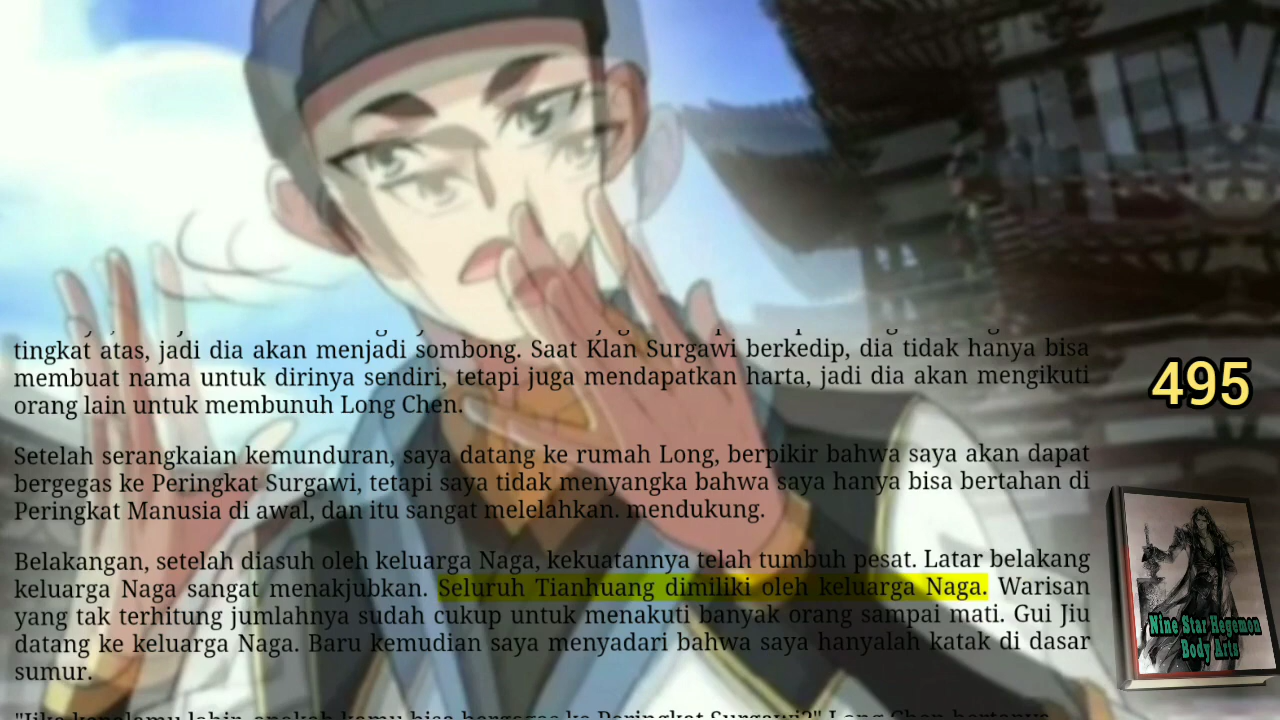 tingkat atas, jadi dia akan menjadi sombong. Saat Klan Surgawi berkedip, dia tidak hanya bisa
membuat nama untuk dirinya sendiri, tetapi juga mendapatkan harta, jadi dia akan mengikuti
orang lain untuk membunuh Long Chen.
Setelah serangkaian kemunduran, saya datang ke rumah Long, berpikir bahwa saya akan dapat
bergegas ke Peringkat Surgawi, tetapi saya tidak menyangka bahwa saya hanya bisa bertahan di
Peringkat Manusia di awal, dan itu sangat melelahkan. mendukung.
Belakangan, setelah diasuh oleh keluarga Naga, kekuatannya telah tumbuh pesat. Latar belakang
keluarga Naga sangat menakjubkan. Seluruh Tianhuang dimiliki oleh keluarga Naga. Warisan
yang tak terhitung jumlahnya sudah cukup untuk menakuti banyak orang sampai mati. Gui Jiu
datang ke keluarga Naga. Baru kemudian saya menyadari bahwa saya hanyalah katak di dasar
sumur.
495
Nine Star Hegemon
Body Arts